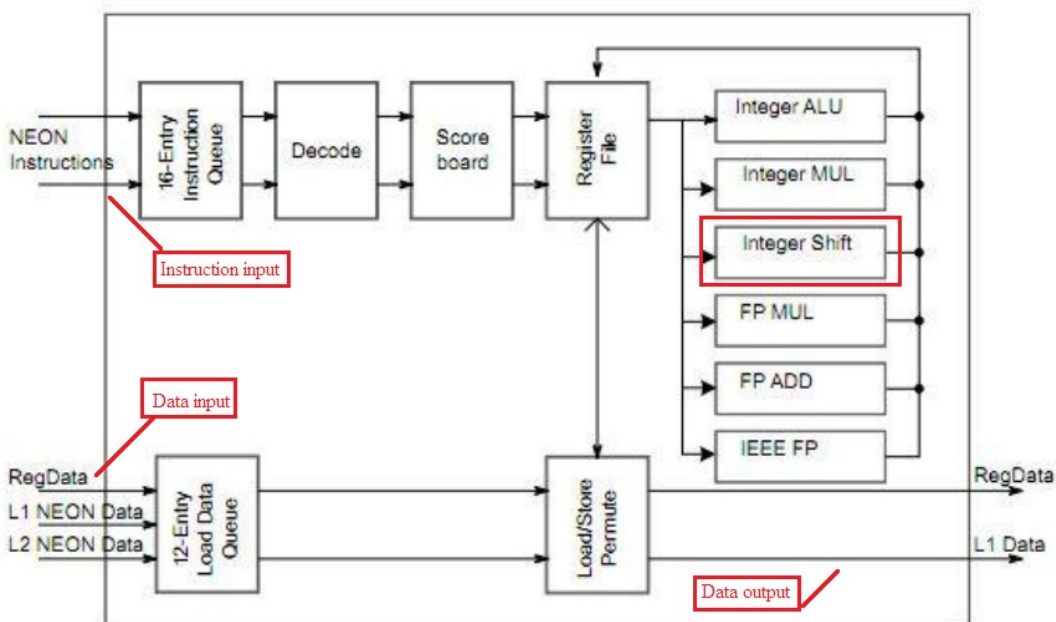 NEON
Instructions
16-Entry
Instruction
Queue
Decode
Score
board
Register
File
Integer ALU
Integer MUL
Integer Shift
FP MUL
FP ADD
IEEE FP
Instruction input
Data input
RegData
L1 NEON Data
L2 NEON Data
12-Entry
Load Data
Queue
Load/Store
Permute
RegData
L1 Data
Data output